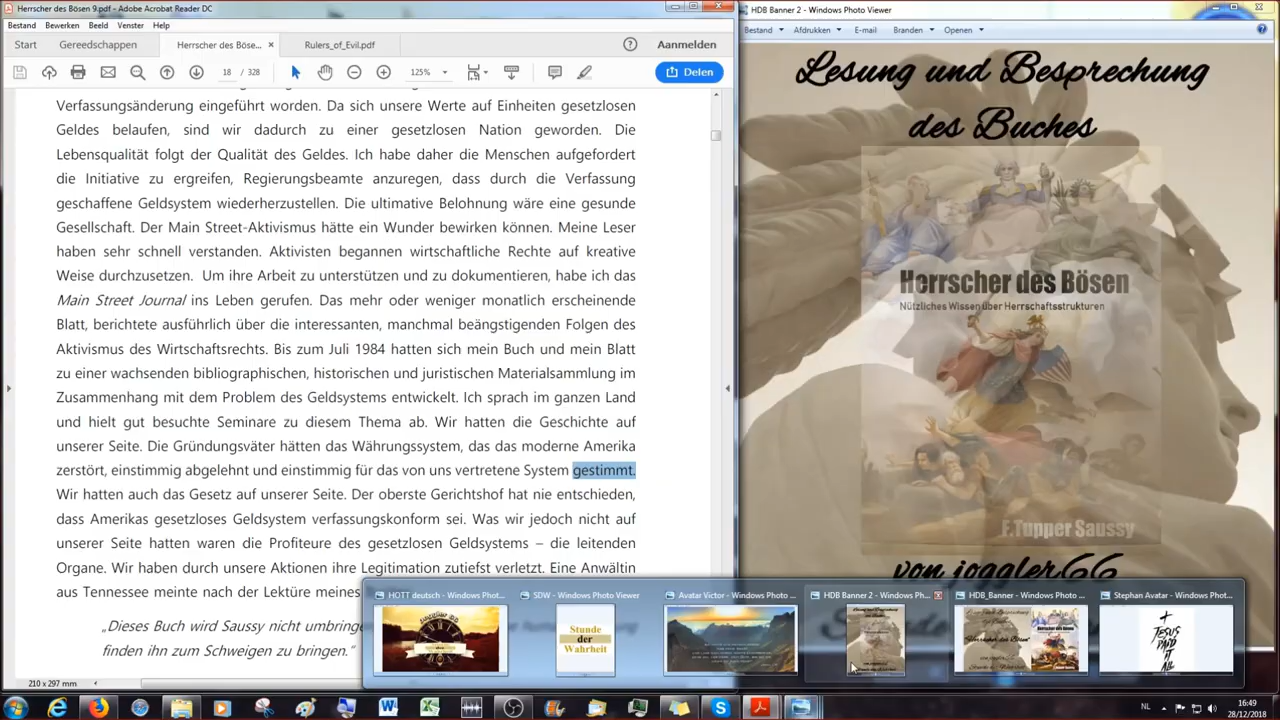 Herrscher des Bösen 9.pdf - Adobe Acrobat Reader DC
Bestand Bewerken Beeld Venster Help
Start Gereedschappen Herrscher des Böse... × Rulers_of_Evil.pdf Aanmelden
18 / 328 125% Delen
Verfassungsänderung eingeführt worden. Da sich unsere Werte auf Einheiten gesetzlosen
Geldes belaufen, sind wir dadurch zu einer gesetzlosen Nation geworden. Die
Lebensqualität folgt der Qualität des Geldes. Ich habe daher die Menschen aufgefordert
die Initiative zu ergreifen, Regierungbeamte anzuregen, dass durch die Verfassung
geschaffene Geldsystem wiederherzustellen. Die ultimative Belohnung wäre eine gesunde
Gesellschaft. Der Main Street-Aktivismus hätte ein Wunder bewirken können. Meine Leser
haben sehr schnell verstanden. Aktivisten begannen wirtschaftliche Rechte auf kreative
Weise durchzusetzen. Um ihre Arbeit zu unterstützen und zu dokumentieren, habe ich das
Main Street Journal ins Leben gerufen. Das mehr oder weniger monatlich erscheinende
Blatt, berichtete ausführlich über die interessanten, manchmal beängstigenden Folgen des
Aktivismus des Wirtschaftsrechts. Bis zum Juli 1984 hatten sich mein Buch und mein Blatt
zu einer wachsenden bibliographischen, historischen und juristischen Materialsammlung im
Zusammenhang mit dem Problem des Geldsystems entwickelt. Ich sprach im ganzen Land
und hielt gut besuchte Seminare zu diesem Thema ab. Wir hatten die Geschichte auf
unserer Seite. Die Gründungsväter hätten das Währungssystem, das das moderne Amerika
zerstört, einstimmig abgelehnt und einstimmig für das von uns vertretene System gestimmt.
Wir hatten auch das Gesetz auf unserer Seite. Der oberste Gerichtshof hat nie entschieden,
dass Amerikas gesetzloses Geldsystem verfassungskonform sei. Was wir jedoch nicht auf
unserer Seite hatten waren die Profiteure des gesetzlosen Geldsystems – die leitenden
Organe. Wir haben durch unsere Aktionen ihre Legitimation zutiefst verletzt. Eine Anwältin
aus Tennessee meinte nach der Lektüre meines
„Dieses Buch wird Saussy nicht umbringe
finden ihn zum Schweigen zu bringen.“
210 x 297 mm
HDB Banner 2 - Windows Photo Viewer
Bestand Afdrukken E-mail Branden Openen
Lesung und Besprechung
des Buches
Herrscher des Bösen
Nützliches Wissen über Herrschaftsstrukturen
F.Tupper Saussy
von joggler66
HOTT deutsch - Windows Phot...
SDW - Windows Photo Viewer
Avatar Victor - Windows Photo ...
HDB Banner 2 - Windows Ph...
HDB_Banner - Windows Photo ...
Stephan Avatar - Windows Phot...
Stunde
der
Wahrheit
Herrscher des Bösen
JESUS
PAID
IT
ALL
NL 16:49
28/12/2018